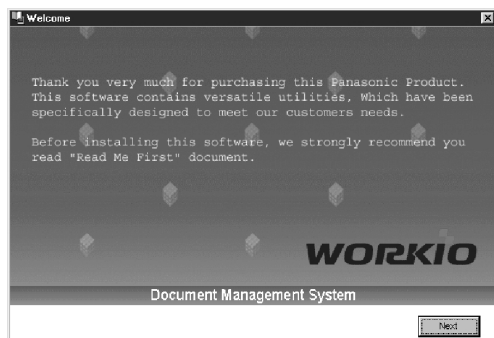 Welcome
Thank you very much for purchasing this Panasonic Product.
This software contains versatile utilities, Which have been
specifically designed to meet our customers needs.
Before installing this software, we strongly recommend you
read "Read Me First" document.
WORKIO
Document Management System
Next